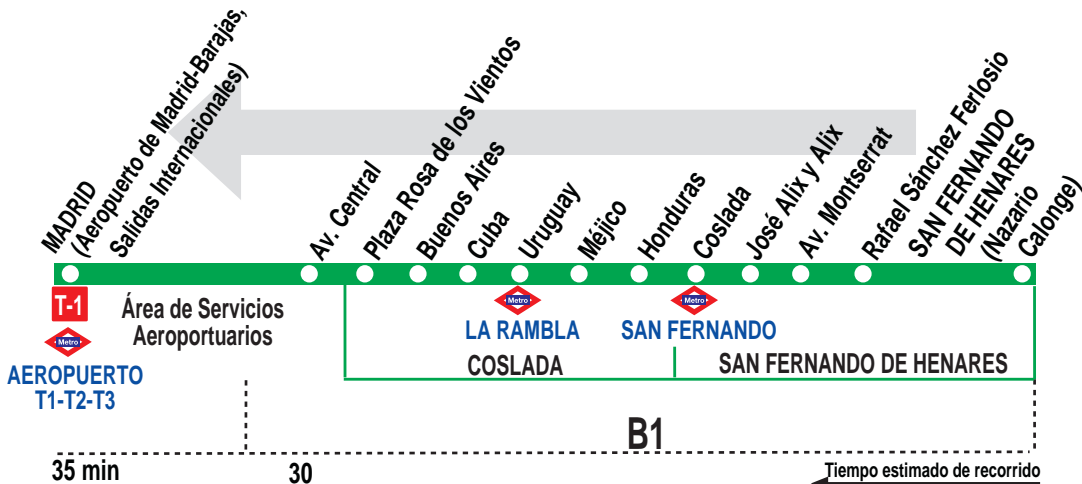 MADRID
(Aeropuerto de Madrid-Barajas,
Salidas Internacionales)
Av. Central
Plaza Rosa de los Vientos
Buenos Aires
Cuba
Uruguay
Méjico
Honduras
Coslada
José Alix y Alix
Av. Montserrat
Rafael Sánchez Ferlosio
SAN FERNANDO
DE HENARES
(Nazario
Calonge)
T-1
Metro
AEROPUERTO
T1-T2-T3
Área de Servicios
Aeroportuarios
Metro
LA RAMBLA
Metro
SAN FERNANDO
COSLADA
SAN FERNANDO DE HENARES
B1
35 min
30
Tiempo estimado de recorrido